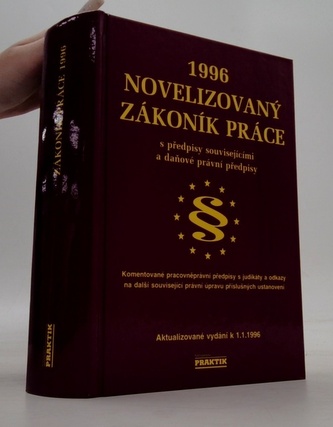 1996
NOVELIZOVANÝ
ZÁKONÍK PRÁCE
s předpisy souvisejícími
a daňové právní předpisy
§
Komentované pracovněprávní předpisy s judikáty a odkazy
na další související právní úpravu příslušných ustanovení
Aktualizované vydání k 1.1.1996
PRAKTIK
ZÁKONÍK PRÁCE 1996
PRAKTIK